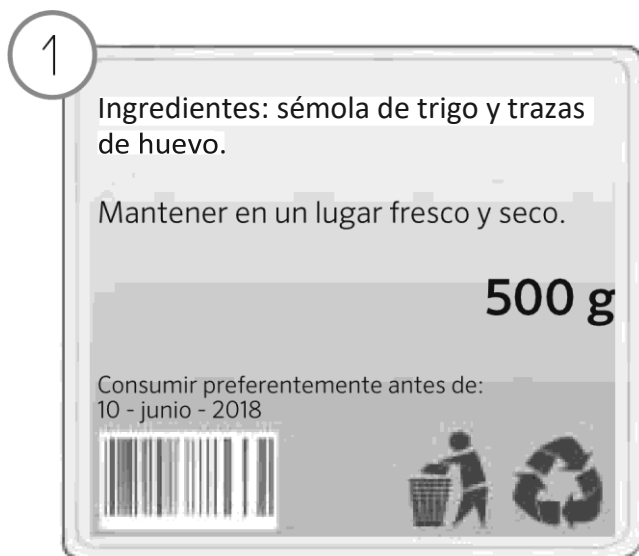 1
Ingredientes: sémola de trigo y trazas
de huevo.
Mantener en un lugar fresco y seco.
500 g
Consumir preferentemente antes de:
10 - junio - 2018